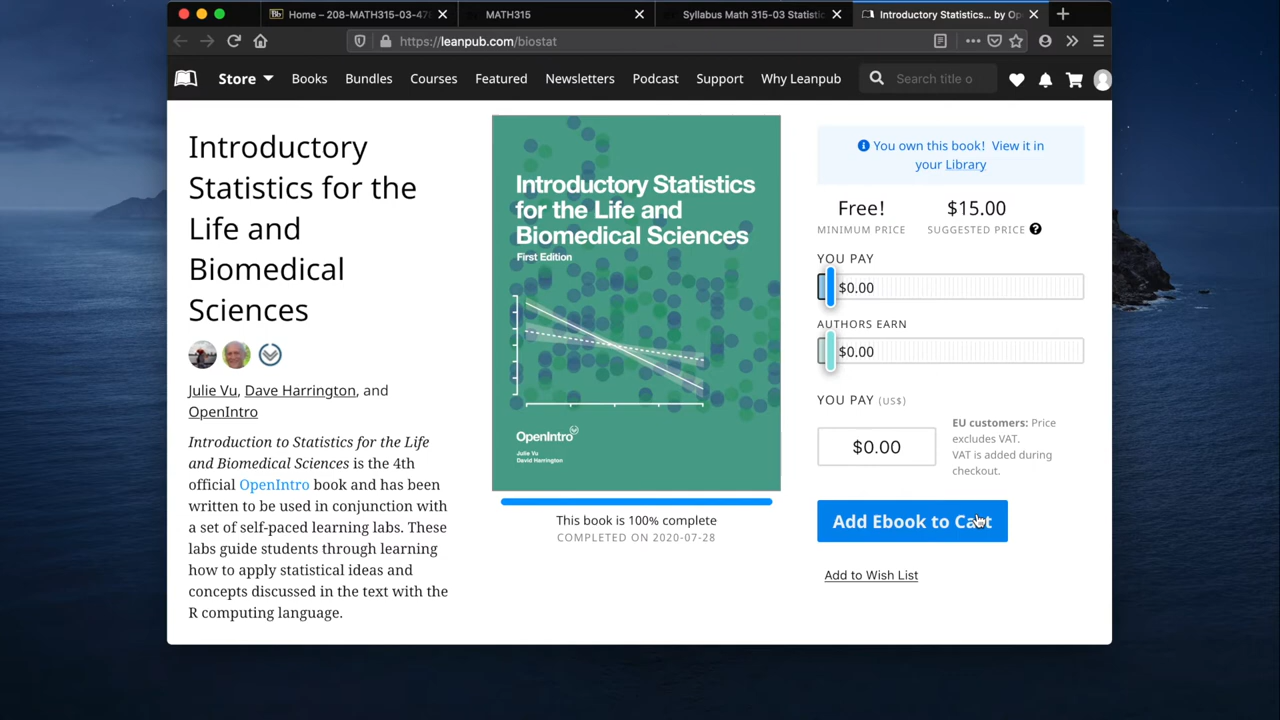 Home – 208-MATH315-03-47
MATH315
Syllabus Math 315-03 Statistic
Introductory Statistics… by Op
https://leanpub.com/biostat
Store
Books
Bundles
Courses
Featured
Newsletters
Podcast
Support
Why Leanpub
Search title o
Introductory
Statistics for the
Life and
Biomedical
Sciences
Julie Vu, Dave Harrington, and
OpenIntro
Introduction to Statistics for the Life
and Biomedical Sciences is the 4th
official OpenIntro book and has been
written to be used in conjunction with
a set of self-paced learning labs. These
labs guide students through learning
how to apply statistical ideas and
concepts discussed in the text with the
R computing language.
Introductory Statistics
for the Life and
Biomedical Sciences
First Edition
OpenIntro
Julie Vu
David Harrington
This book is 100% complete
COMPLETED ON 2020-07-28
You own this book! View it in
your Library
Free!
MINIMUM PRICE
$15.00
SUGGESTED PRICE
YOU PAY
$0.00
AUTHORS EARN
$0.00
YOU PAY (US$)
$0.00
EU customers: Price
excludes VAT.
VAT is added during
checkout.
Add Ebook to Cart
Add to Wish List